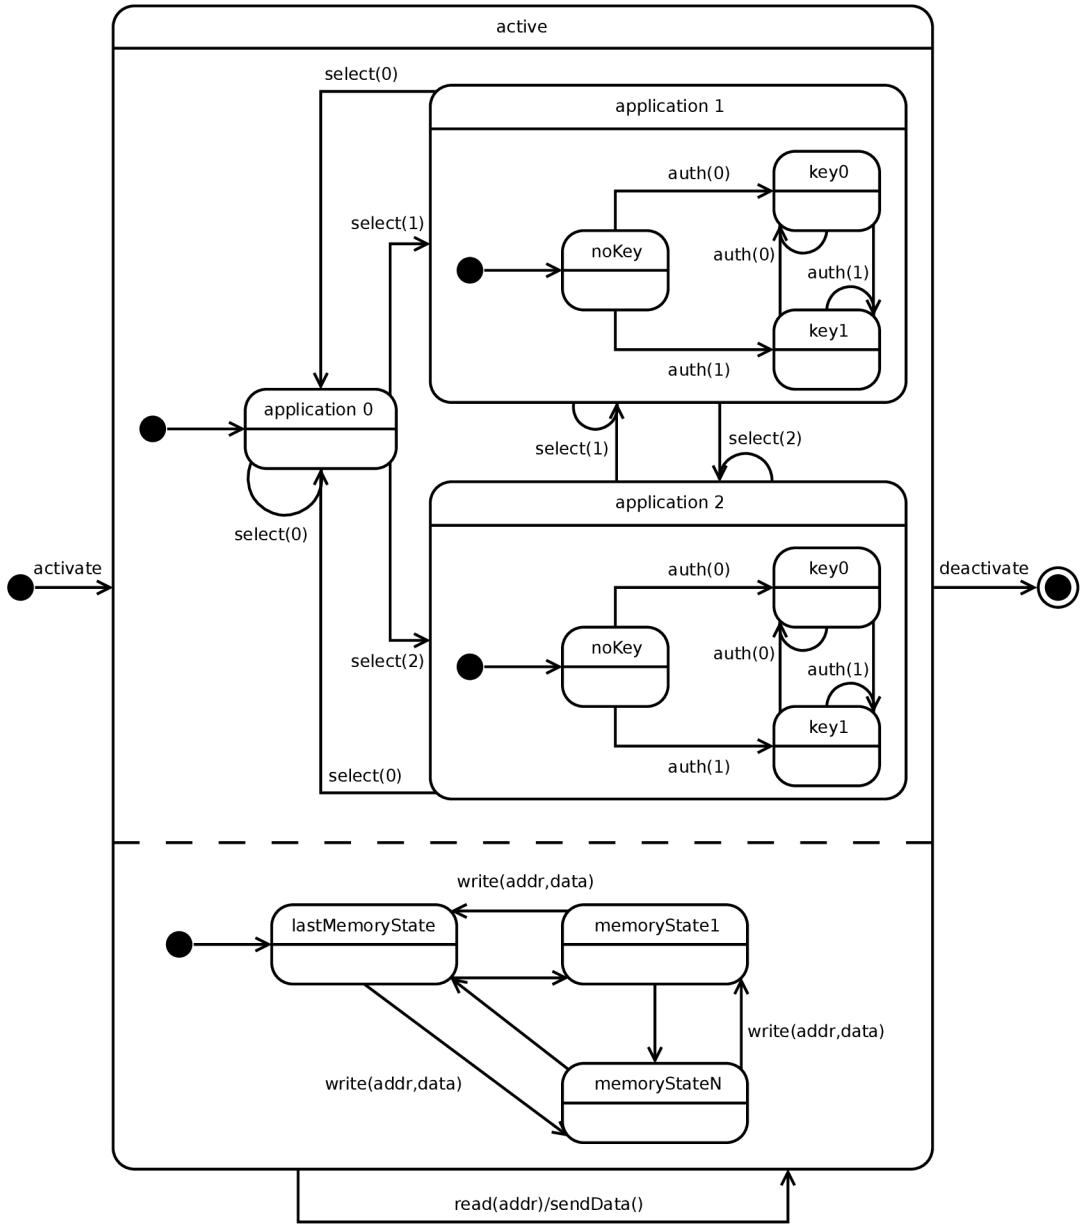 active
select(0)
application 1
auth(0)
key0
select(1)
noKey
auth(0)
auth(1)
key1
auth(1)
application 0
select(1)
select(2)
application 2
select(0)
activate
auth(0)
key0
deactivate
noKey
auth(0)
auth(1)
select(2)
key1
auth(1)
select(0)
write(addr,data)
lastMemoryState
memoryState1
write(addr,data)
write(addr,data)
memoryStateN
read(addr)/sendData()